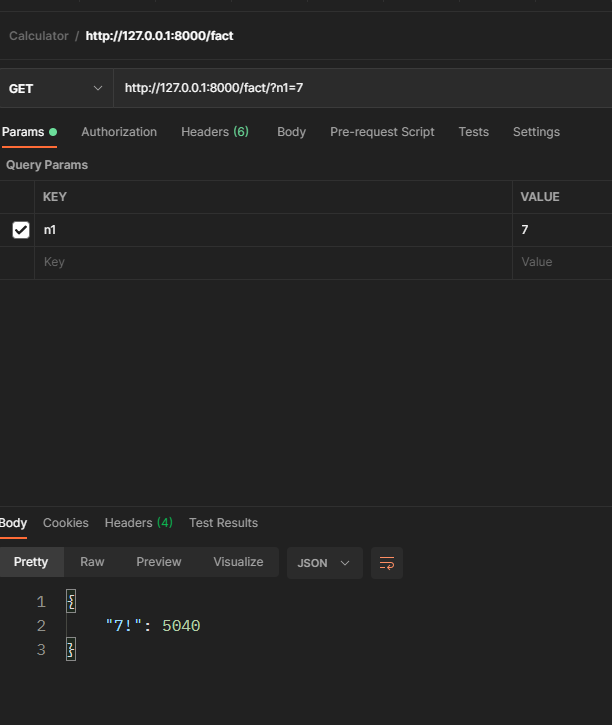 Calculator / http://127.0.0.1:8000/fact
GET http://127.0.0.1:8000/fact/?n1=7
Params Authorization Headers (6) Body Pre-request Script Tests Settings
Query Params
KEY VALUE
n1 7
Key Value
Body Cookies Headers (4) Test Results
Pretty Raw Preview Visualize JSON
1 {
2 "7!": 5040
3 }